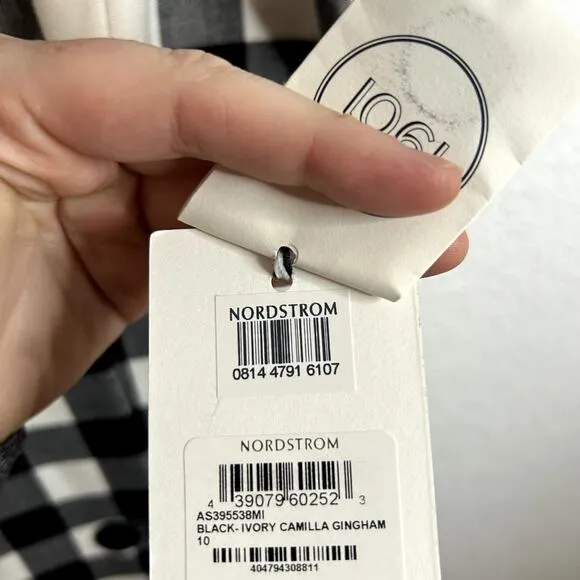 1901
NORDSTROM
0814 4791 6107
NORDSTROM
4 39079 60252 3
AS395538MI
BLACK- IVORY CAMILLA GINGHAM
10
404794308811